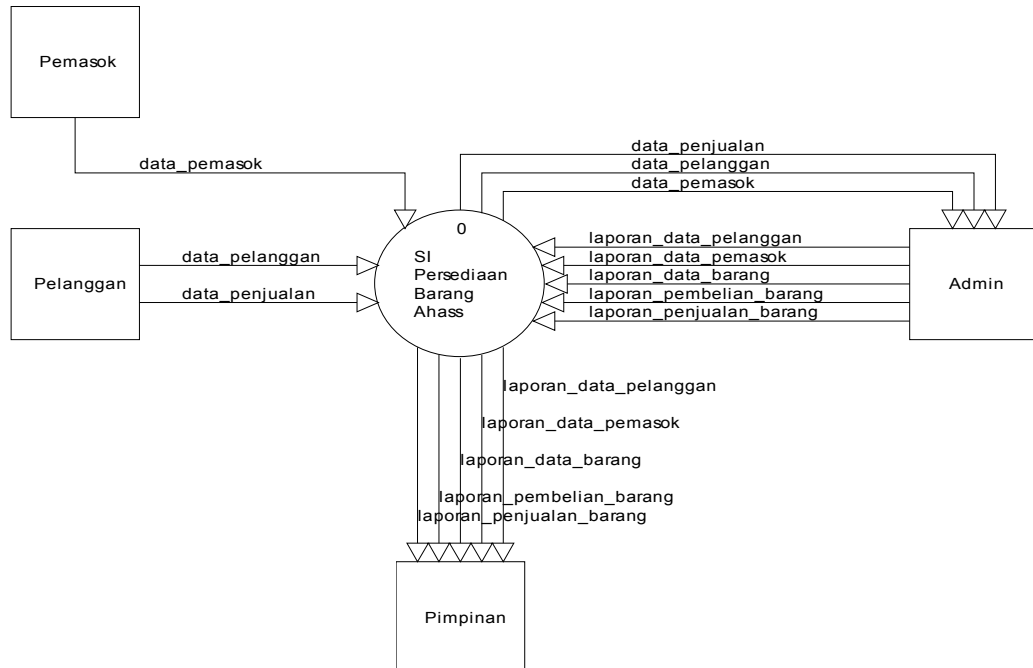 Pemasok
data_pemasok
data_penjualan
data_pelanggan
data_pemasok
Pelanggan
data_pelanggan
data_penjualan
0
SI
Persediaan
Barang
Ahass
laporan_data_pelanggan
laporan_data_pemasok
laporan_data_barang
laporan_pembelian_barang
laporan_penjualan_barang
Admin
laporan_data_pelanggan
laporan_data_pemasok
laporan_data_barang
laporan_pembelian_barang
laporan_penjualan_barang
Pimpinan